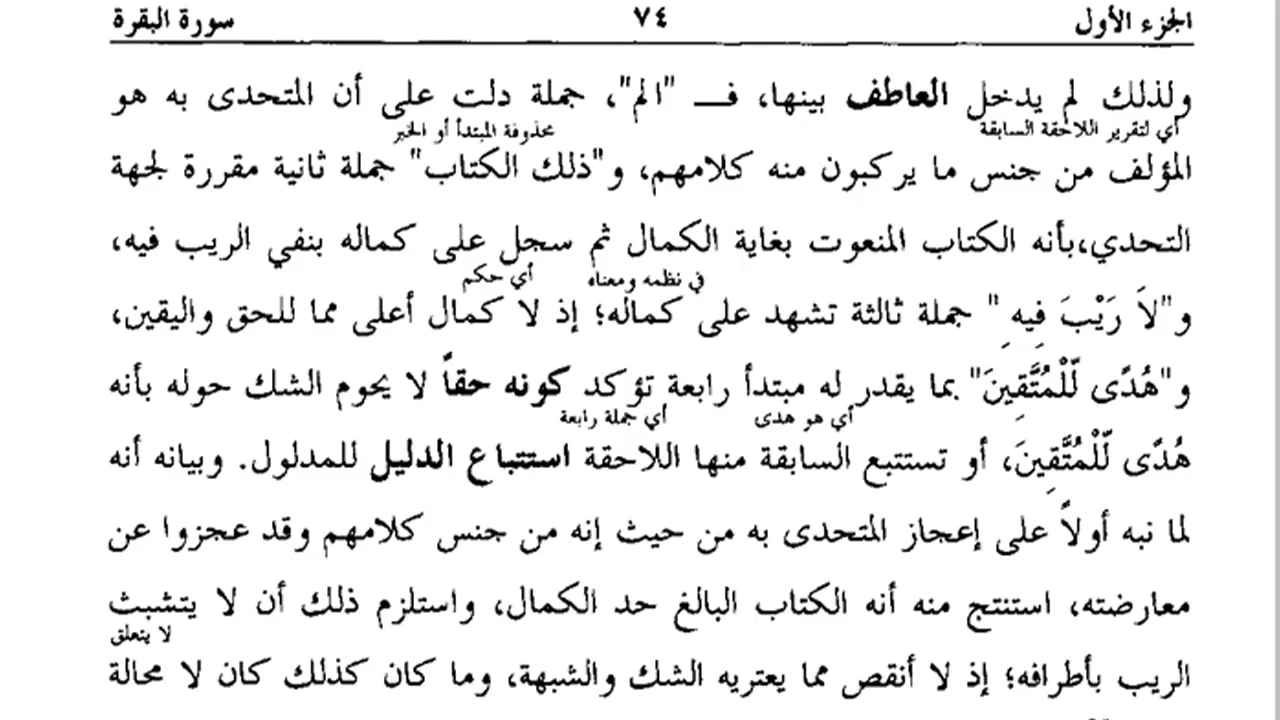 الجزء الأول ٧٤ سورة البقرة
ولذلك لم يدخل العاطف بينها، فـــ "الم"، جملة دلت على أن المتحدى به هو
أي لتقرير اللاحقة السابقة محذوفة المبتدأ أو الخبر
المؤلف من جنس ما يركبون منه كلامهم، و"ذلك الكتاب" جملة ثانية مقررة لجهة
التحدي،بأنه الكتاب المنعوت بغاية الكمال ثم سجل على كماله بنفي الريب فيه،
في نظمه ومعناه أي حكم
و"لاَ رَيْبَ فِيهِ" جملة ثالثة تشهد على كماله؛ إذ لا كمال أعلى مما للحق واليقين،
و"هُدًى لِّلْمُتَّقِينَ" بما يقدر له مبتدأ رابعة تؤكد كونه حقاً لا يحوم الشك حوله بأنه
أي هو هدى أي جملة رابعة
هُدًى لِّلْمُتَّقِينَ، أو تستتبع السابقة منها اللاحقة استتباع الدليل للمدلول. وبيانه أنه
لما نبه أولاً على إعجاز المتحدى به من حيث إنه من جنس كلامهم وقد عجزوا عن
معارضته، استنتج منه أنه الكتاب البالغ حد الكمال، واستلزم ذلك أن لا يتشبث
لا يتعلق
الريب بأطرافه؛ إذ لا أنقص مما يعتريه الشك والشبهة، وما كان كذلك كان لا محالة